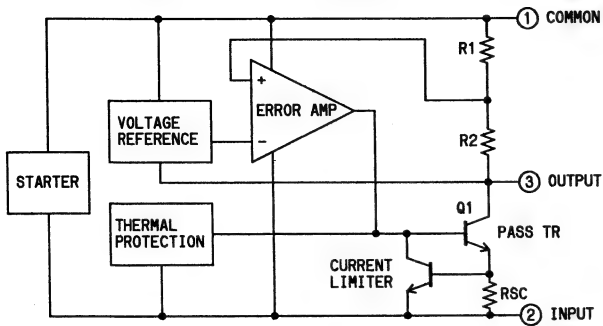 ① COMMON
R1
+
ERROR AMP
−
VOLTAGE
REFERENCE
R2
STARTER
③ OUTPUT
Q1
THERMAL
PROTECTION
PASS TR
CURRENT
LIMITER
RSC
② INPUT